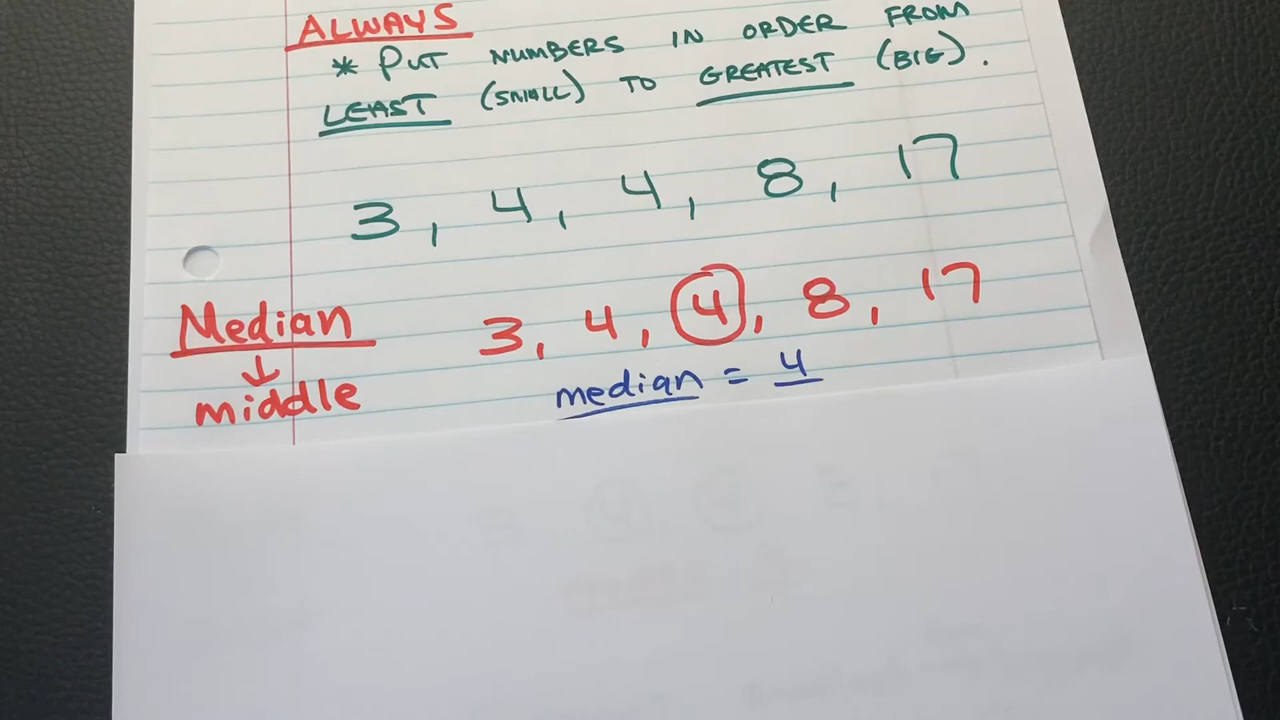 ALWAYS
* PUT NUMBERS IN ORDER FROM
LEAST (SMALL) TO GREATEST (BIG).
3, 4, 4, 8, 17
Median 3, 4, 4, 8, 17
↓
middle median = 4